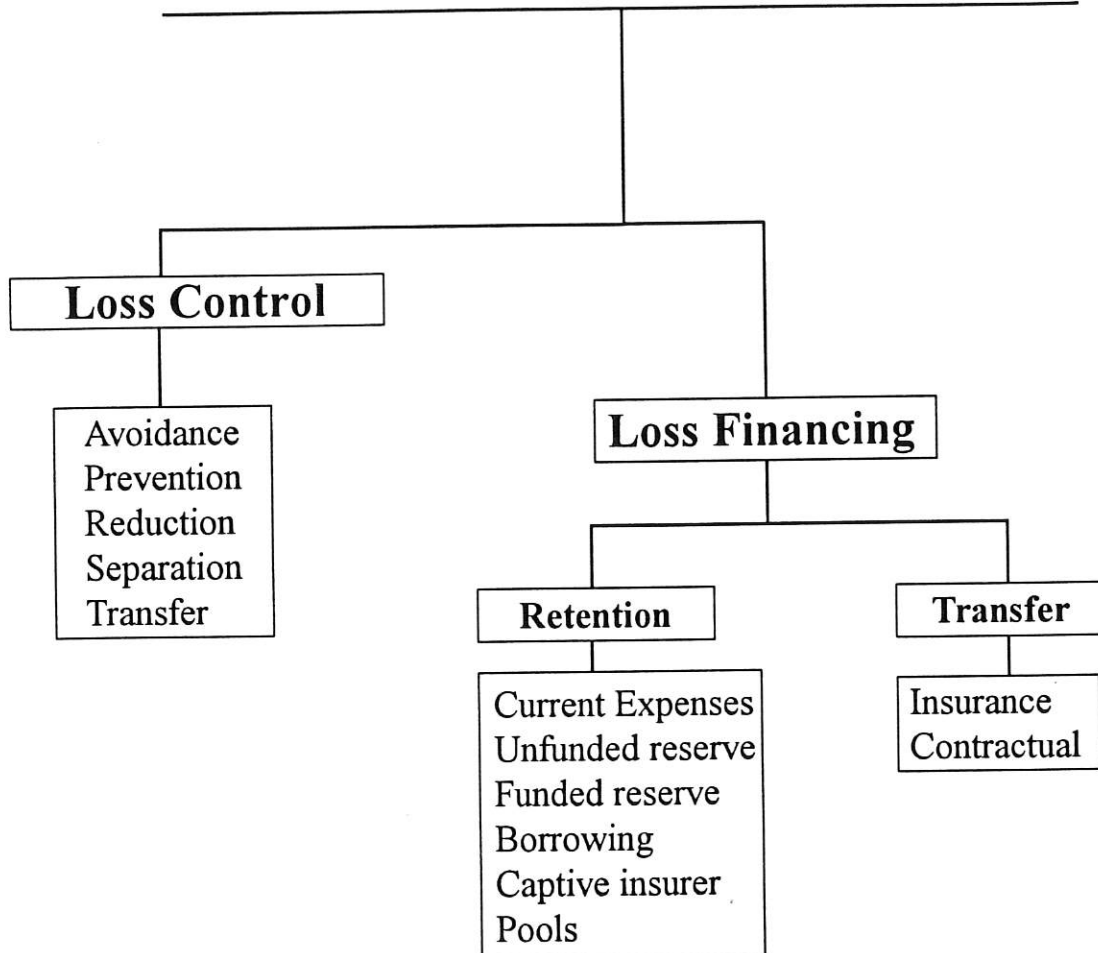 Loss Control
Avoidance
Prevention
Reduction
Separation
Transfer
Loss Financing
Retention
Current Expenses
Unfunded reserve
Funded reserve
Borrowing
Captive insurer
Pools
Transfer
Insurance
Contractual